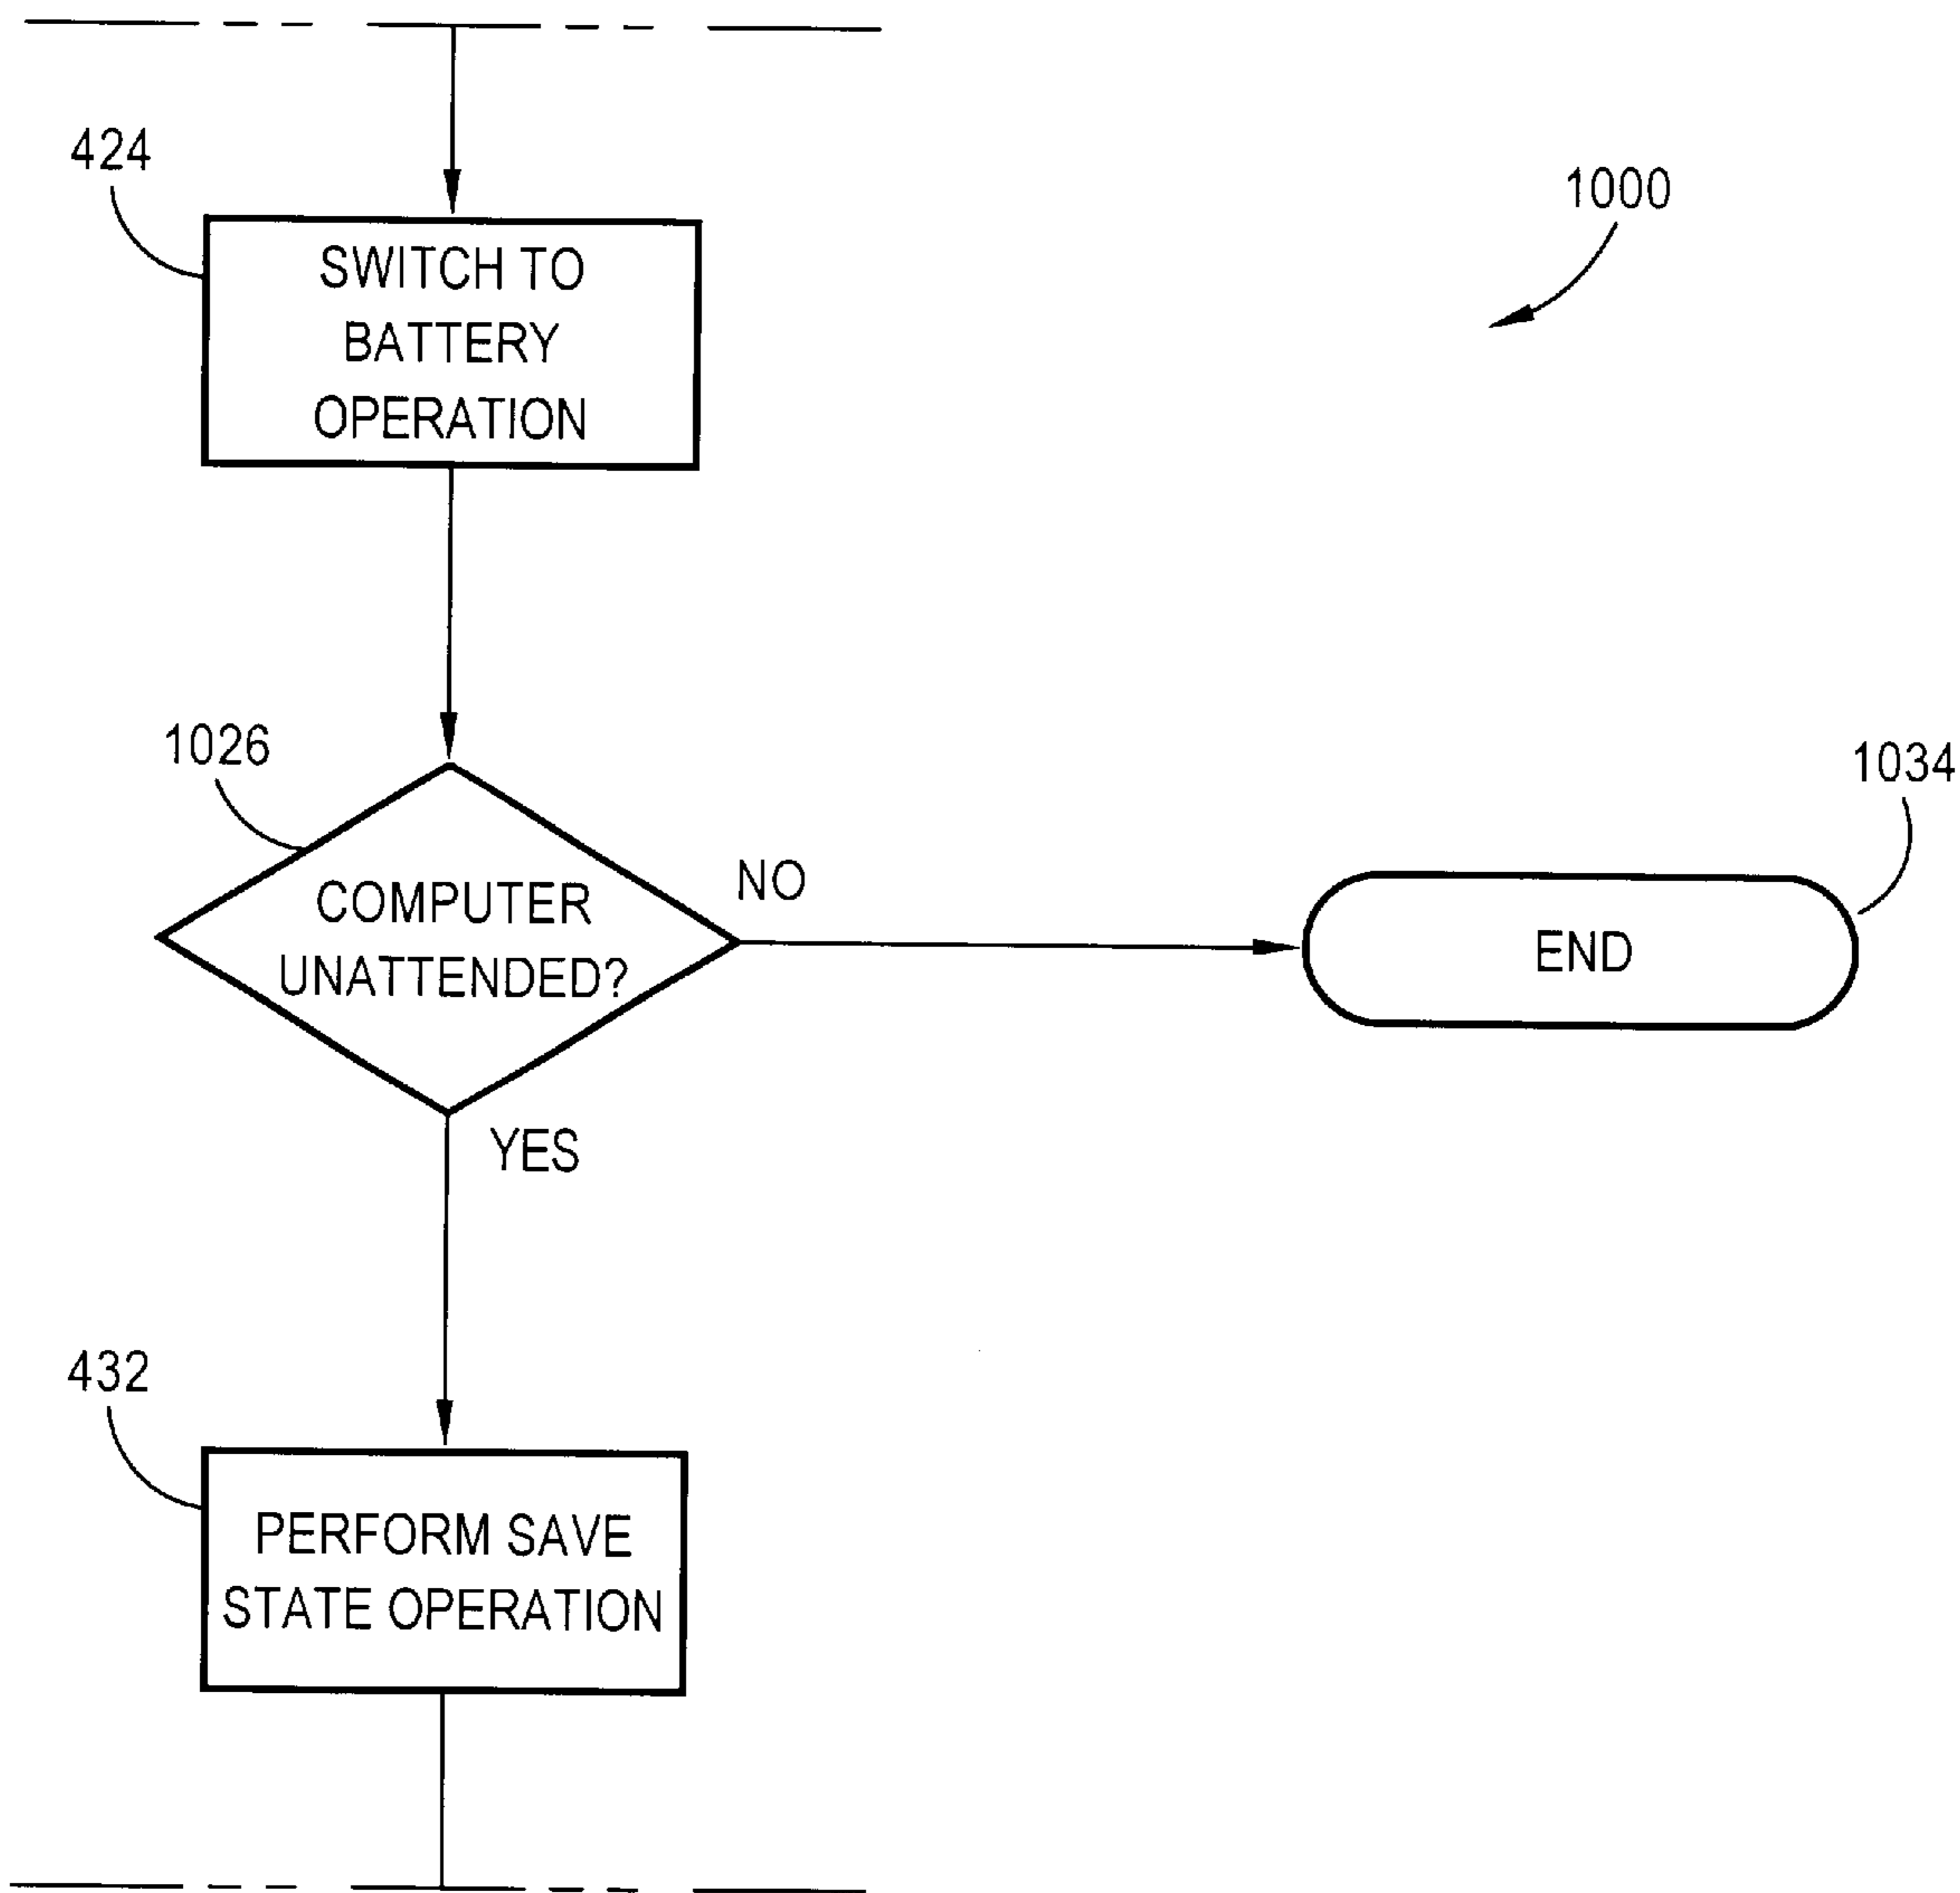 424
1000
SWITCH TO
BATTERY
OPERATION
1026
1034
NO
COMPUTER
UNATTENDED?
END
YES
432
PERFORM SAVE
STATE OPERATION